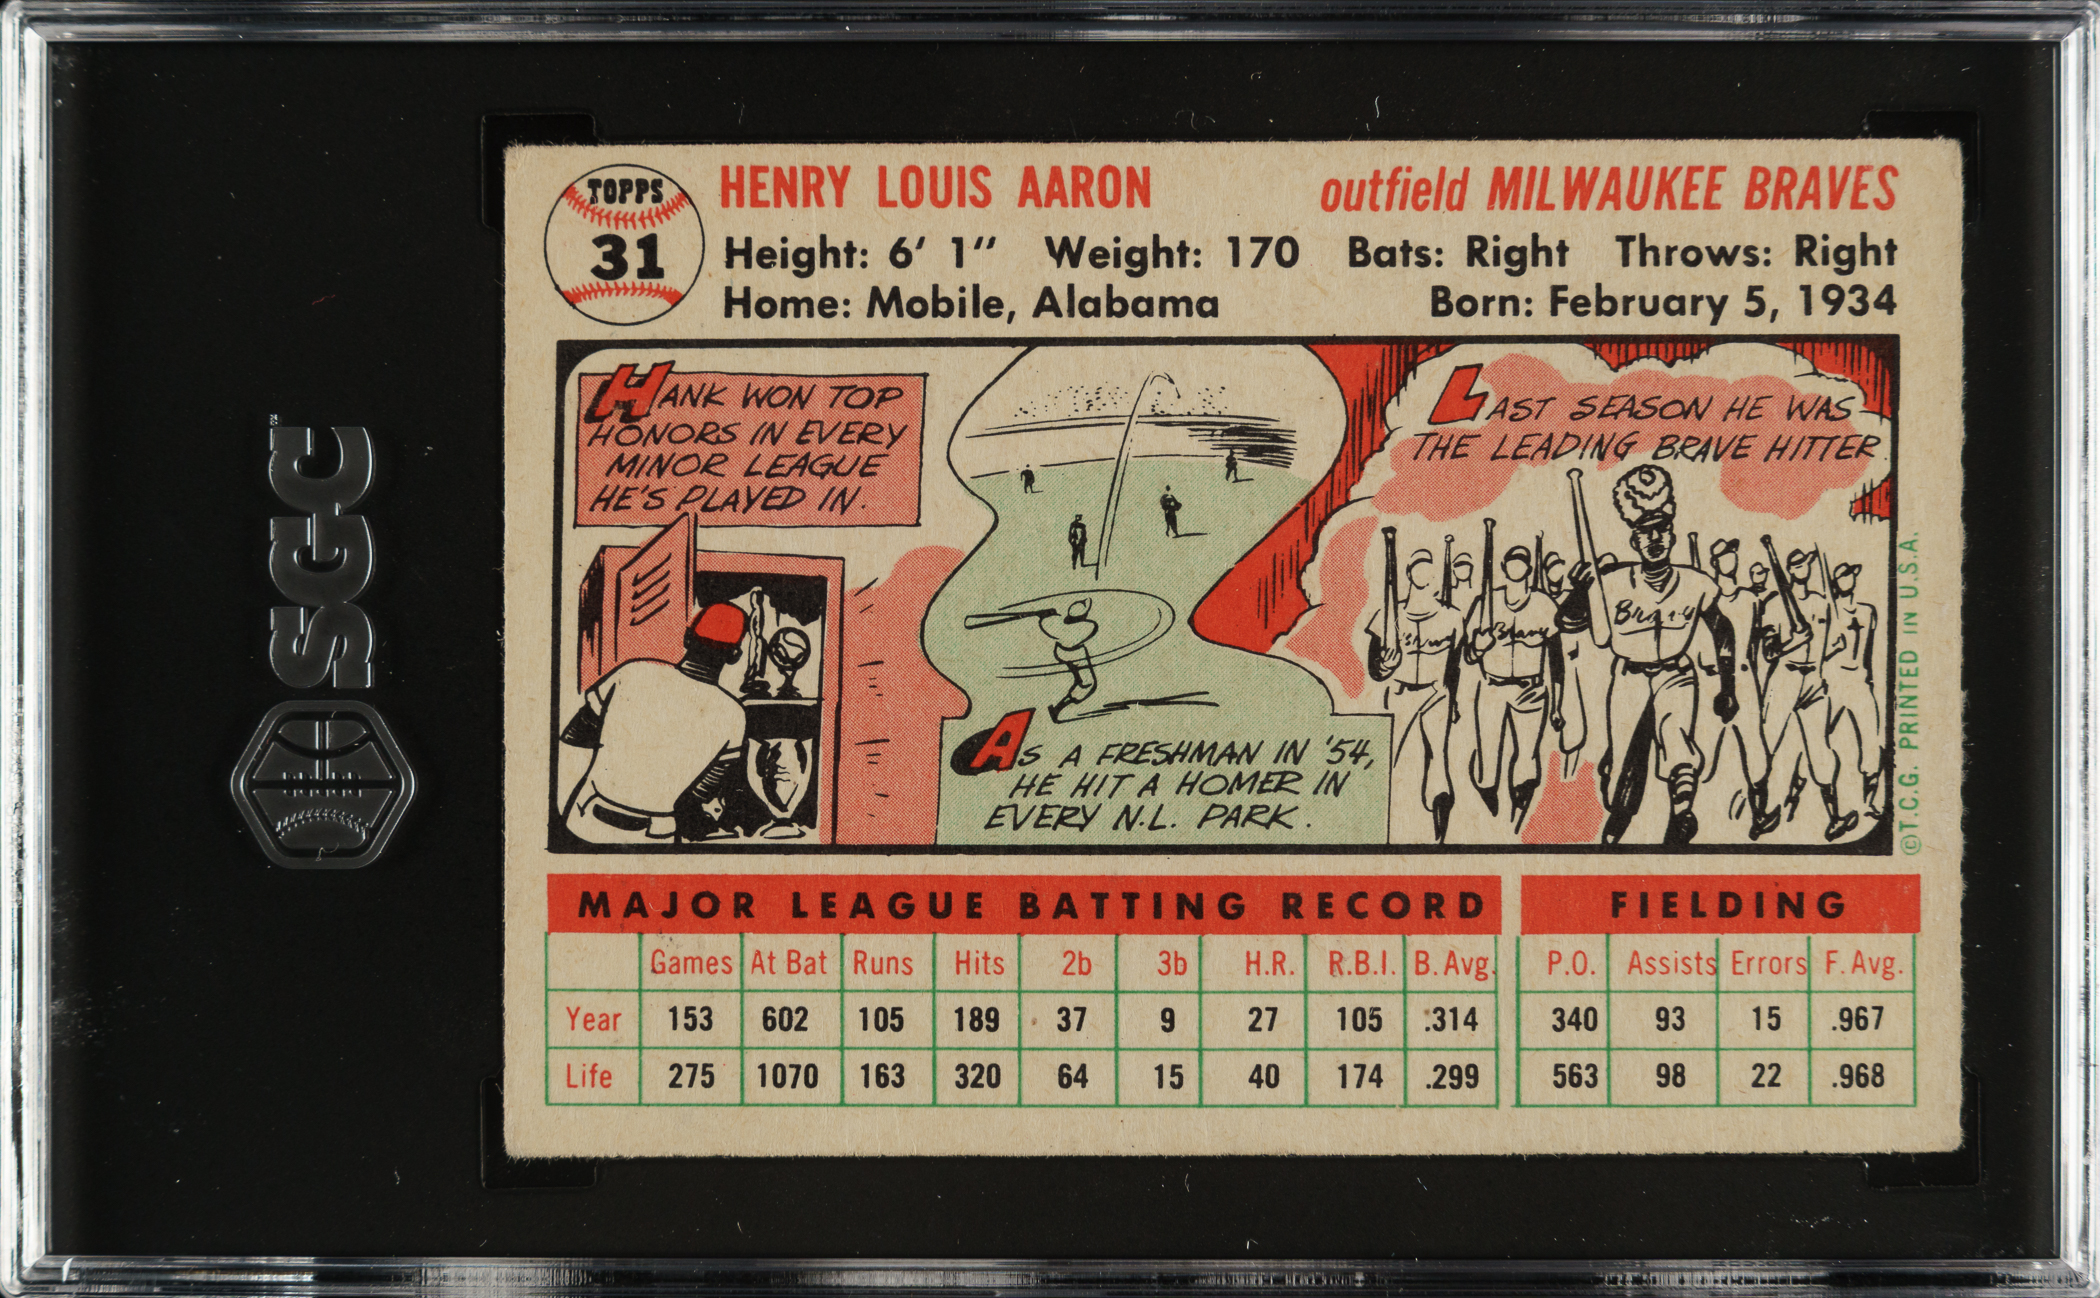 SGC
TOPPS
31
HENRY LOUIS AARON
outfield MILWAUKEE BRAVES
Height: 6' 1" Weight: 170 Bats: Right Throws: Right
Home: Mobile, Alabama
Born: February 5, 1934
HANK WON TOP
HONORS IN EVERY
MINOR LEAGUE
HE'S PLAYED IN.
AS A FRESHMAN IN '54,
HE HIT A HOMER IN
EVERY N.L. PARK.
LAST SEASON HE WAS
THE LEADING BRAVE HITTER.
©T.C.G. PRINTED IN U.S.A.
MAJOR LEAGUE BATTING RECORD
Games At Bat Runs Hits 2b 3b H.R. R.B.I. B. Avg.
Year 153 602 105 189 37 9 27 105 .314
Life 275 1070 163 320 64 15 40 174 .299
FIELDING
P.O. Assists Errors F. Avg.
340 93 15 .967
563 98 22 .968